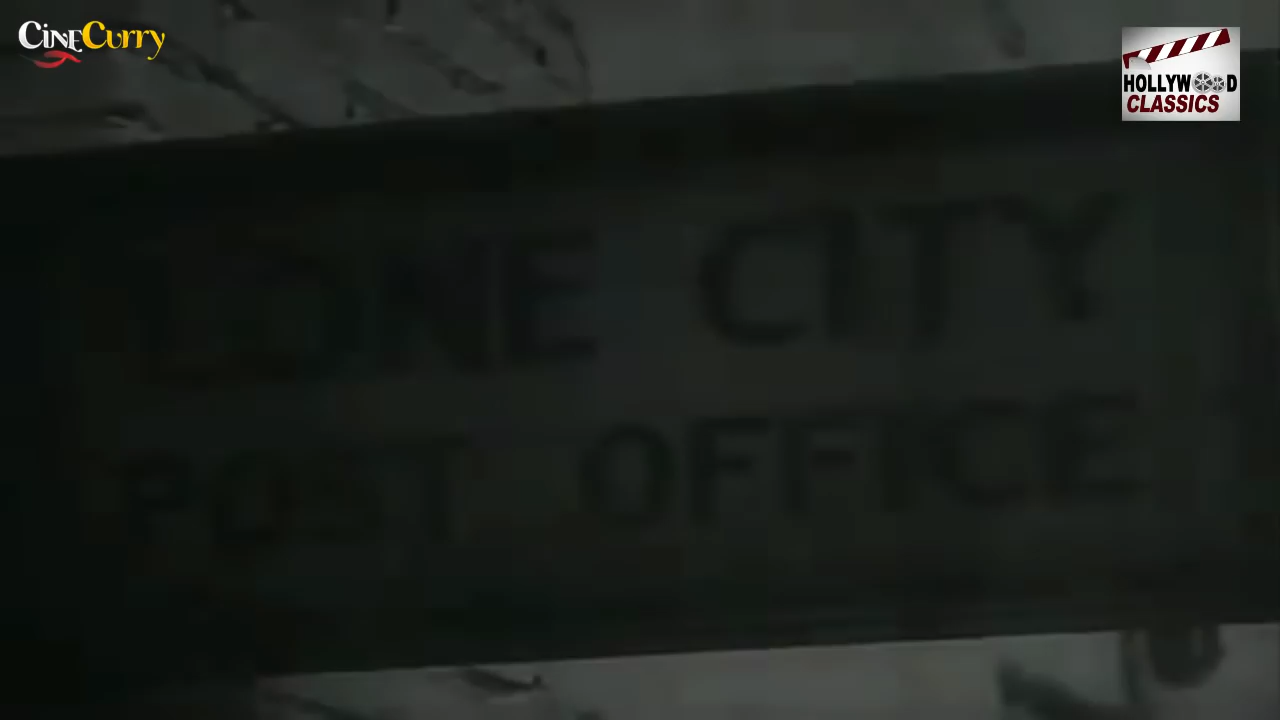 CINECURRY
HOLLYWOOD
CLASSICS
LONE CITY
POST OFFICE